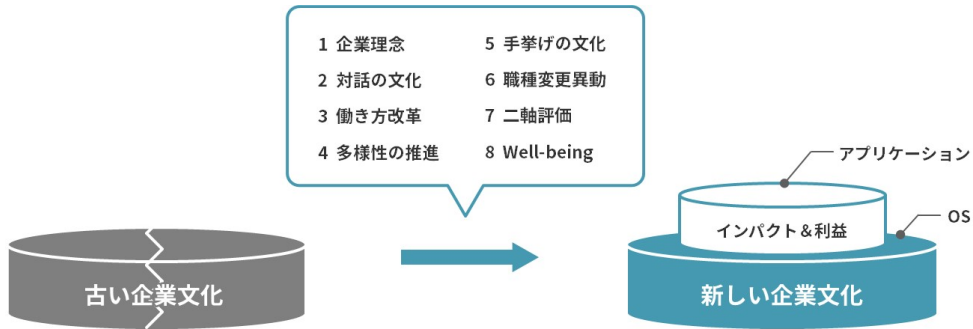 1 企業理念
2 対話の文化
3 働き方改革
4 多様性の推進
5 手挙げの文化
6 職種変更異動
7 二軸評価
8 Well-being
古い企業文化
アプリケーション
OS
インパクト＆利益
新しい企業文化